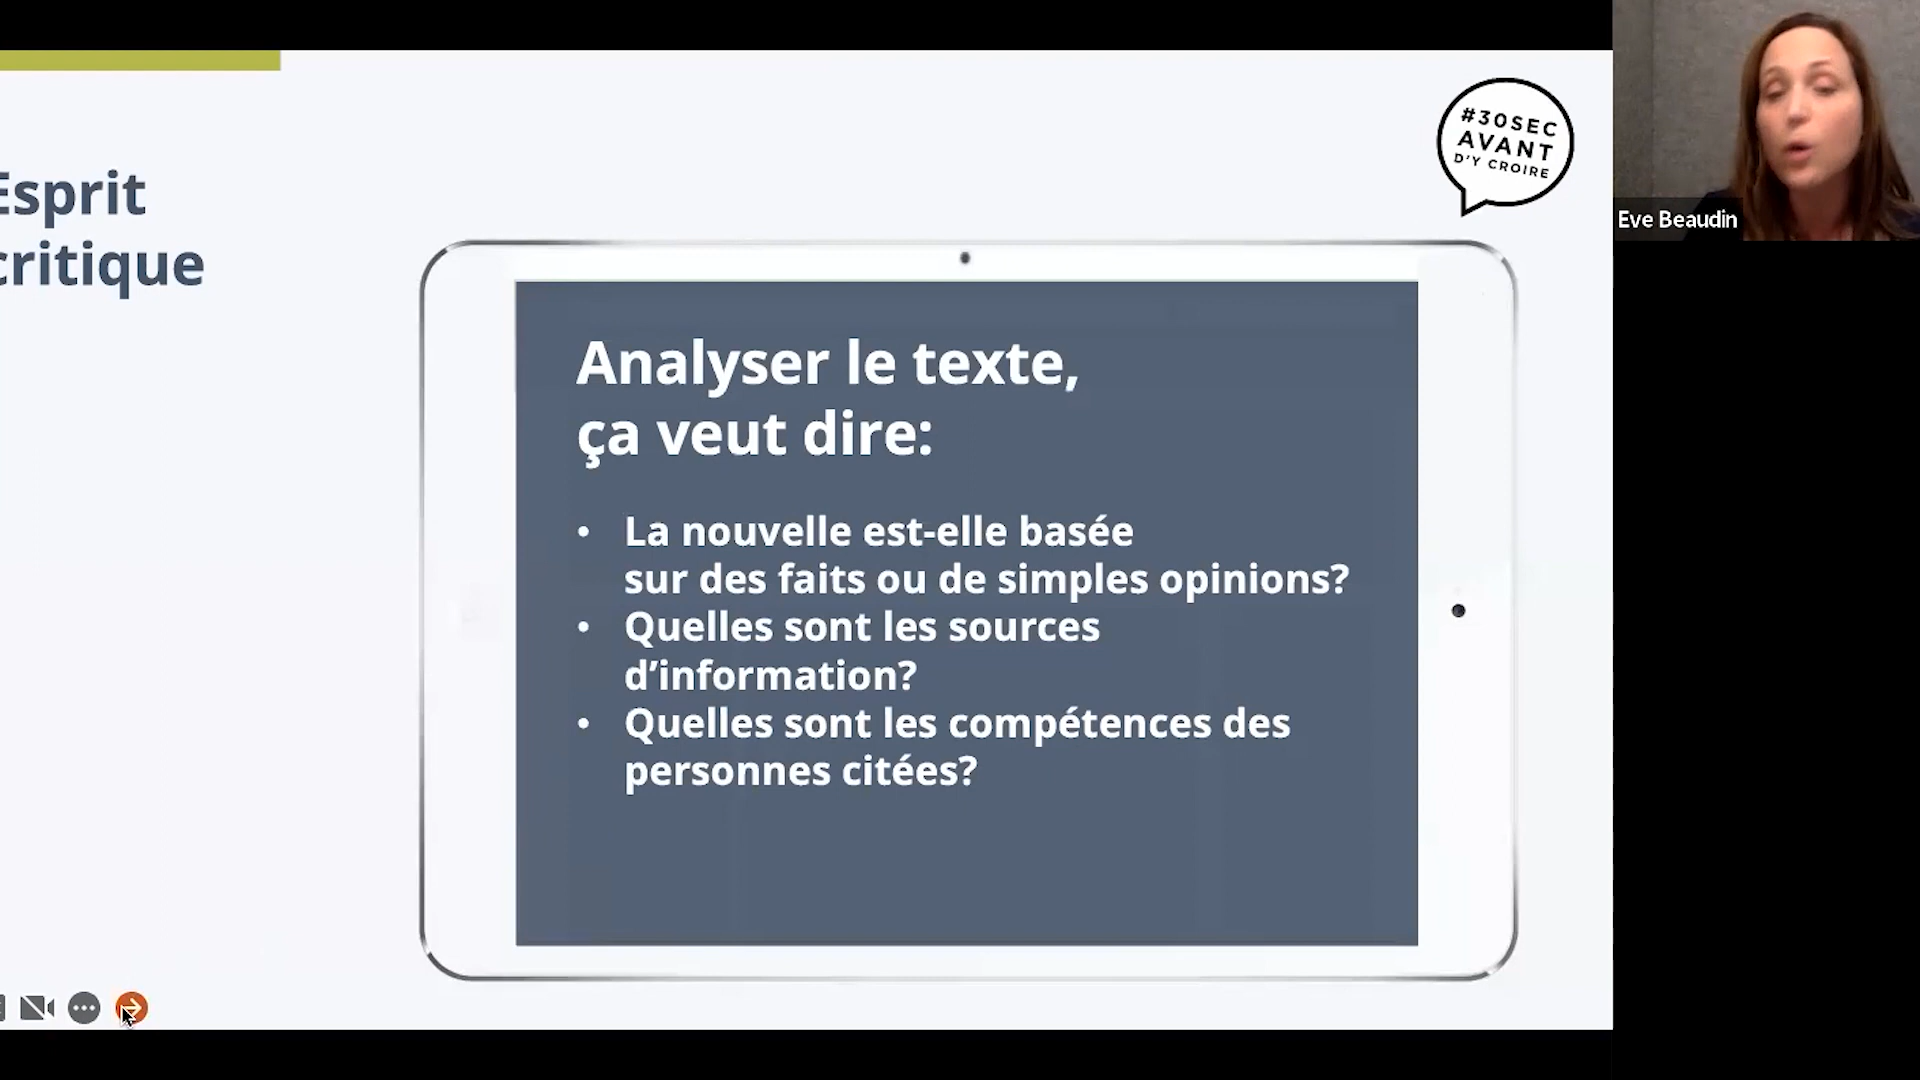 Esprit
critique
#30SEC
AVANT
D'Y CROIRE
Analyser le texte,
ça veut dire:
• La nouvelle est-elle basée
sur des faits ou de simples opinions?
• Quelles sont les sources
d’information?
• Quelles sont les compétences des
personnes citées?
Eve Beaudin